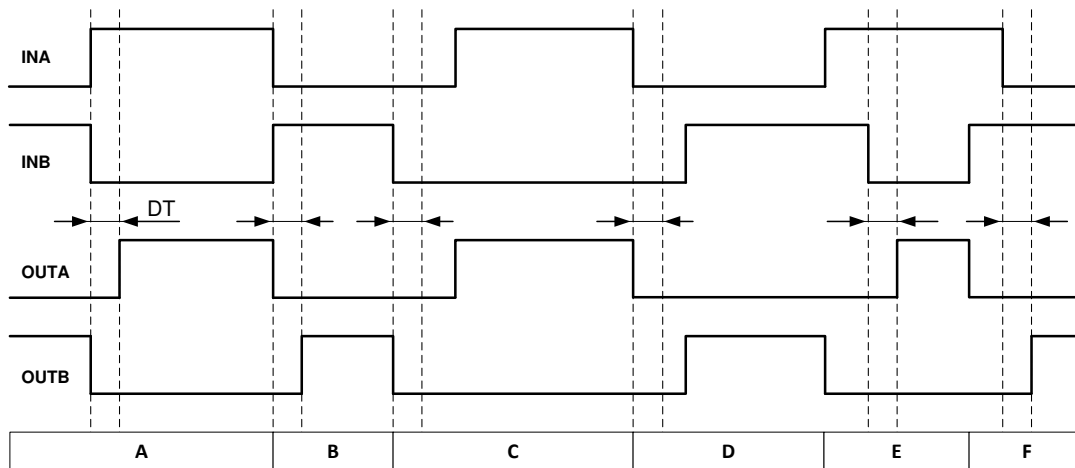 INA
INB
DT
OUTA
OUTB
A B C D E F